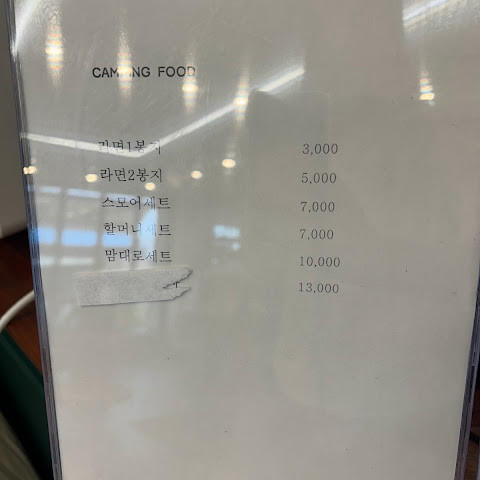 CAMPING FOOD
라면1봉지 3,000
라면2봉지 5,000
스모어세트 7,000
할머니세트 7,000
맘대로세트 10,000
13,000